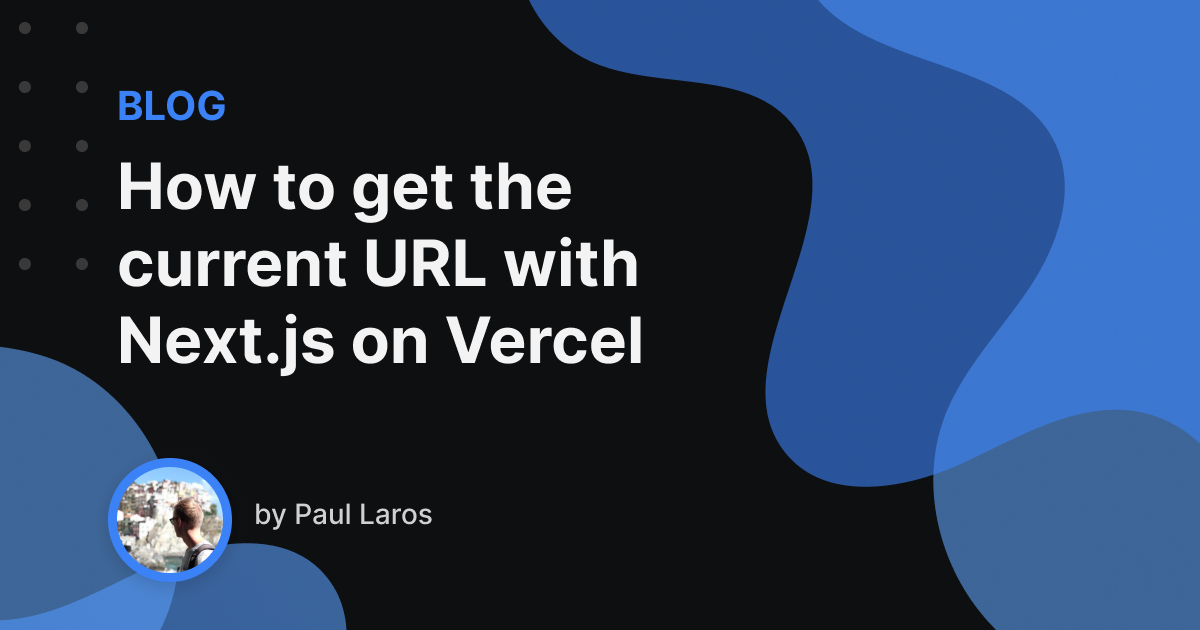 BLOG
How to get the
current URL with
Next.js on Vercel
by Paul Laros